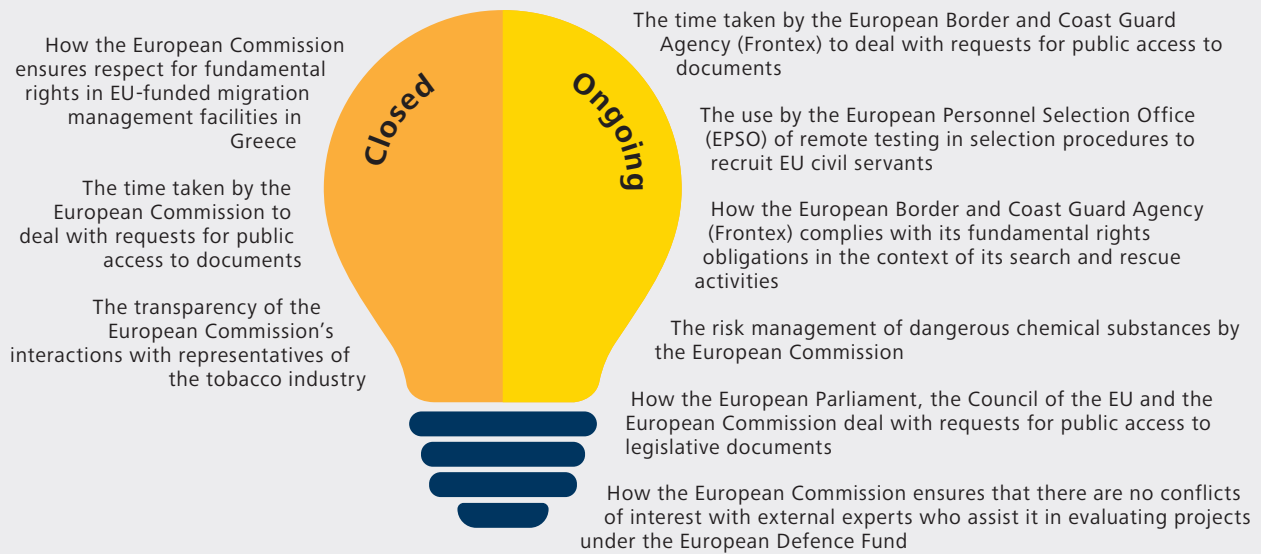 How the European Commission
ensures respect for fundamental
rights in EU-funded migration
management facilities in
Greece
The time taken by the
European Commission to
deal with requests for public
access to documents
The transparency of the
European Commission’s
interactions with representatives of
the tobacco industry
Closed
Ongoing
The time taken by the European Border and Coast Guard
Agency (Frontex) to deal with requests for public access to
documents
The use by the European Personnel Selection Office
(EPSO) of remote testing in selection procedures to
recruit EU civil servants
How the European Border and Coast Guard Agency
(Frontex) complies with its fundamental rights
obligations in the context of its search and rescue
activities
The risk management of dangerous chemical substances by
the European Commission
How the European Parliament, the Council of the EU and the
European Commission deal with requests for public access to
legislative documents
How the European Commission ensures that there are no conflicts
of interest with external experts who assist it in evaluating projects
under the European Defence Fund